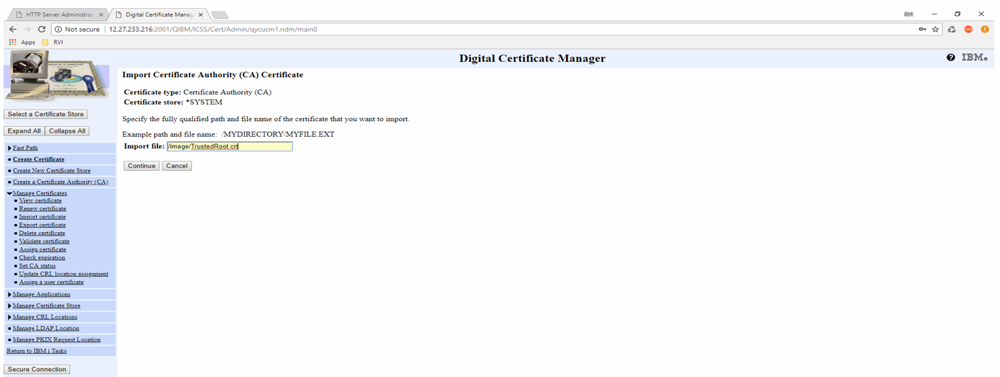 HTTP Server Administrat
Digital Certificate Manag
RVI
Not secure
12.27.233.216:2001/QIBM/ICSS/Cert/Admin/qycucm1.ndm/main0
Apps
RVI
Digital Certificate Manager
IBM
Import Certificate Authority (CA) Certificate
Certificate type: Certificate Authority (CA)
Certificate store: *SYSTEM
Specify the fully qualified path and file name of the certificate that you want to import.
Example path and file name: /MYDIRECTORY/MYFILE.EXT
Import file: /image/TrustedRoot.crt
Continue
Cancel
Select a Certificate Store
Expand All
Collapse All
Fast Path
Create Certificate
Create New Certificate Store
Create a Certificate Authority (CA)
Manage Certificates
View certificate
Renew certificate
Import certificate
Export certificate
Delete certificate
Validate certificate
Assign certificate
Check expiration
Set CA status
Update CRL location assignment
Assign a user certificate
Manage Applications
Manage Certificate Store
Manage CRL Locations
Manage LDAP Location
Manage PKIX Request Location
Return to IBM i Tasks
Secure Connection